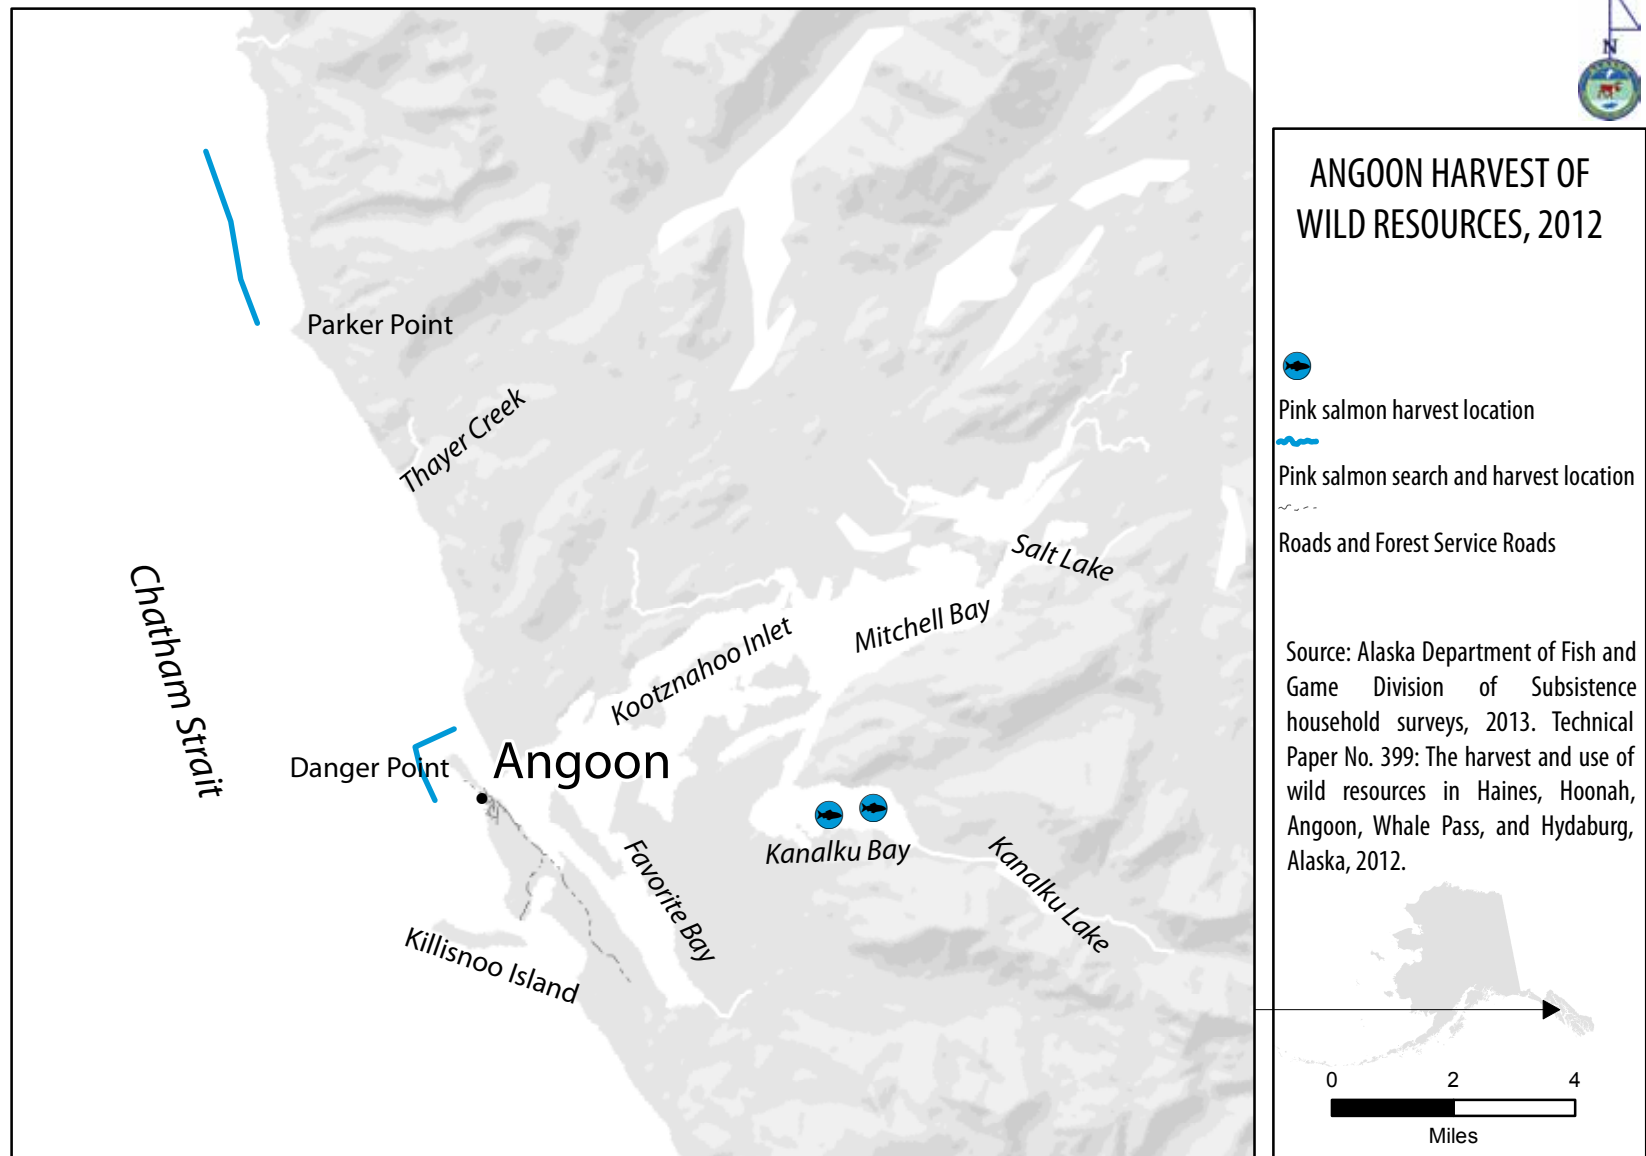 N
ALASKA
ANGOON HARVEST OF
WILD RESOURCES, 2012
Parker Point
Thayer Creek
Pink salmon harvest location
Pink salmon search and harvest location
Roads and Forest Service Roads
Salt Lake
Mitchell Bay
Kootznahoo Inlet
Chatham Strait
Danger Point
Angoon
Kanalku Bay
Kanalku Lake
Favorite Bay
Killisnoo Island
Source: Alaska Department of Fish and
Game Division of Subsistence
household surveys, 2013. Technical
Paper No. 399: The harvest and use of
wild resources in Haines, Hoonah,
Angoon, Whale Pass, and Hydaburg,
Alaska, 2012.
0 2 4
Miles